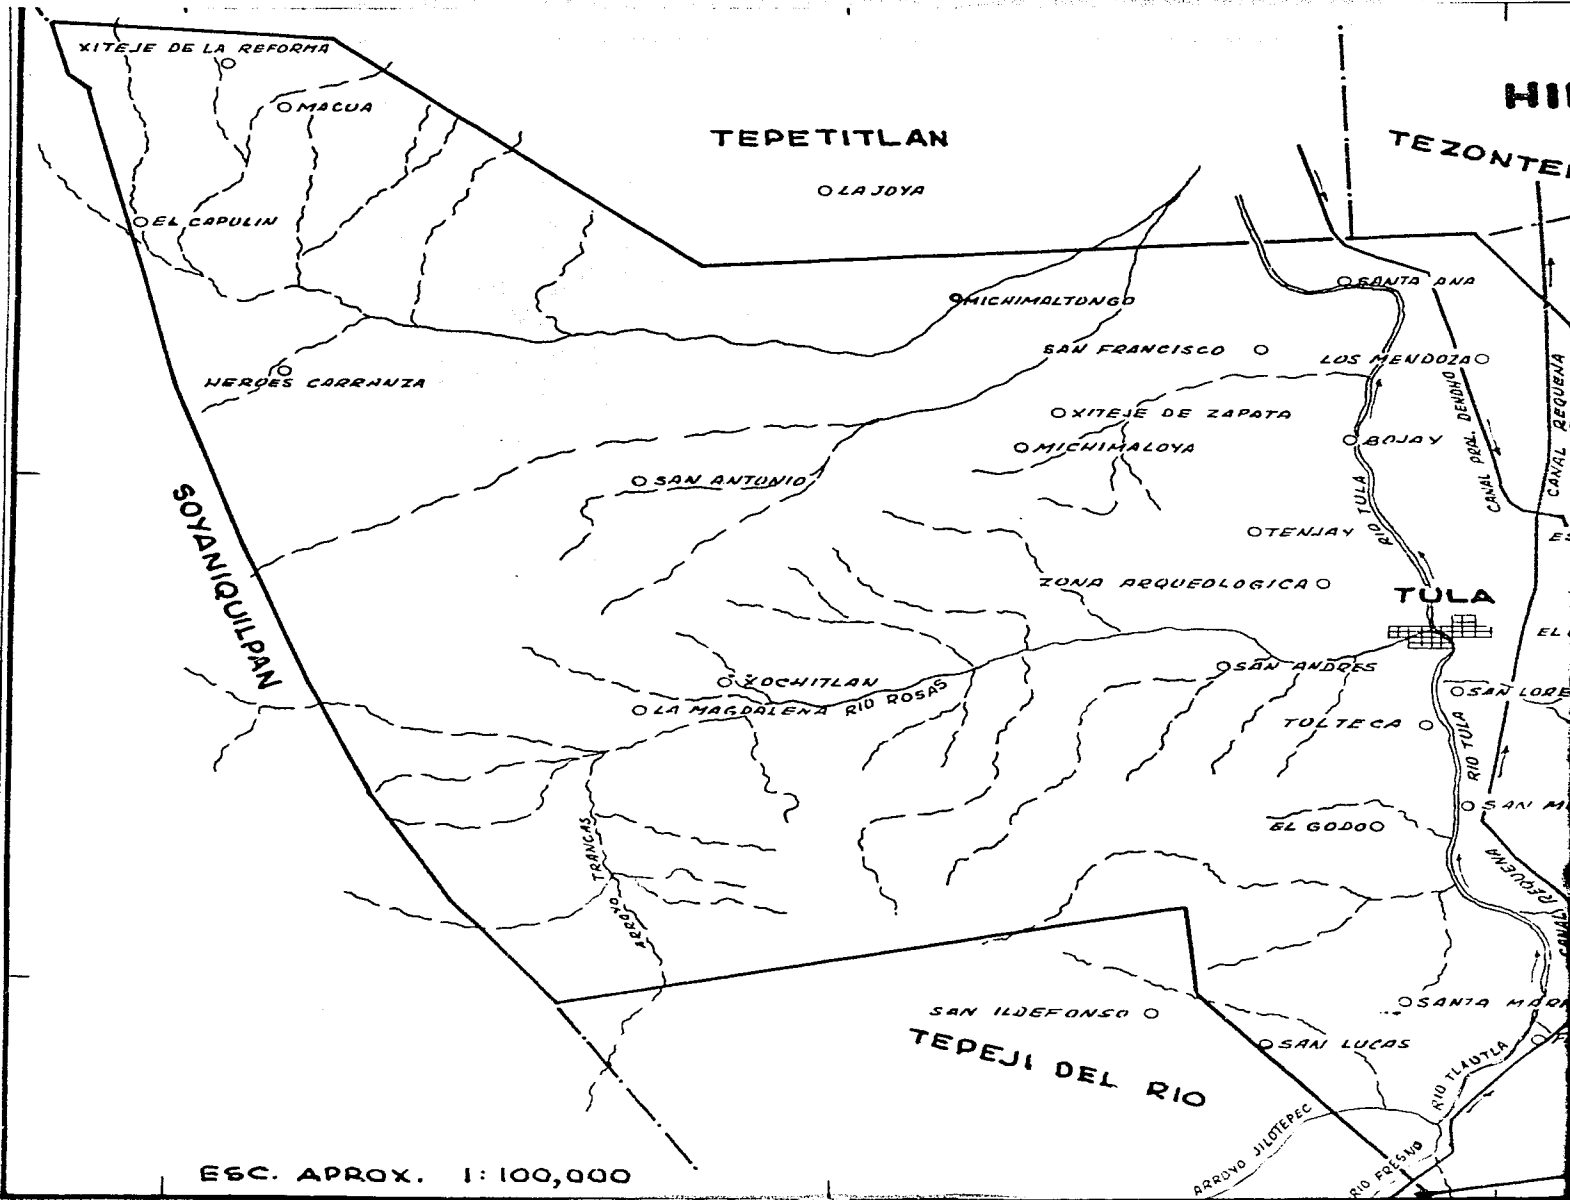 XITEJE DE LA REFORMA
MACUA
TEPETITLAN
LA JOYA
EL CAPULIN
SANTA ANA
MICHIMALTONGO
SAN FRANCISCO
LOS MENDOZA
HEROES CARRANZA
XITEJE DE ZAPATA
MICHIMALOYA
BOJAY
CANAL PRAL. DENDHO
CANAL REQUENA
SAN ANTONIO
SOYANIQUILPAN
RIO TULA
TENJAY
ZONA ARQUEOLOGICA
TULA
SAN ANDRES
XOCHITLAN
LA MAGDALENA
RIO ROSAS
TOLTECA
RIO TULA
EL GODO
ARROYO TRANCAS
CANAL REQUENA
SAN ILDEFONSO
TEPEJI DEL RIO
SAN LUCAS
RIO TLAUTLA
ARROYO JILOTEPEC
RIO FRESNO
ESC. APROX. 1:100,000